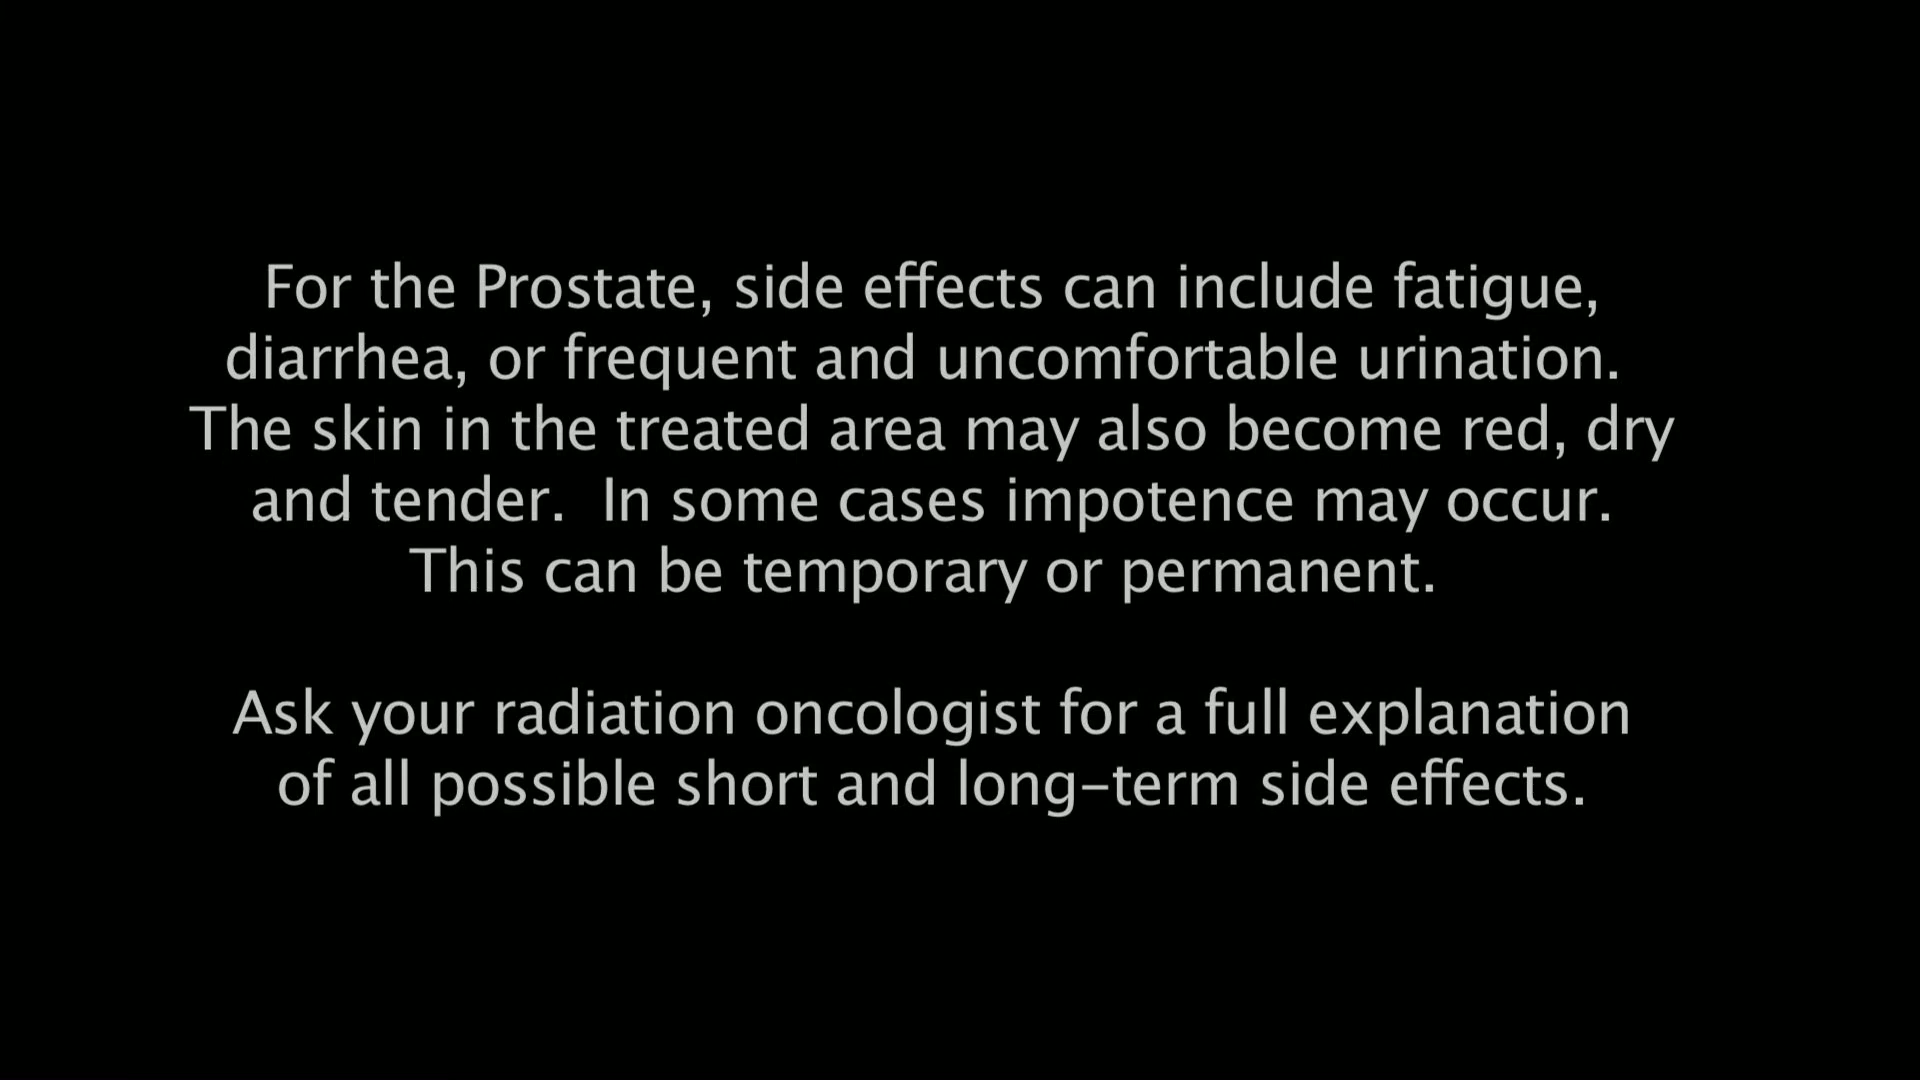 For the Prostate, side effects can include fatigue,
diarrhea, or frequent and uncomfortable urination.
The skin in the treated area may also become red, dry
and tender.  In some cases impotence may occur.
This can be temporary or permanent.
Ask your radiation oncologist for a full explanation
of all possible short and long-term side effects.